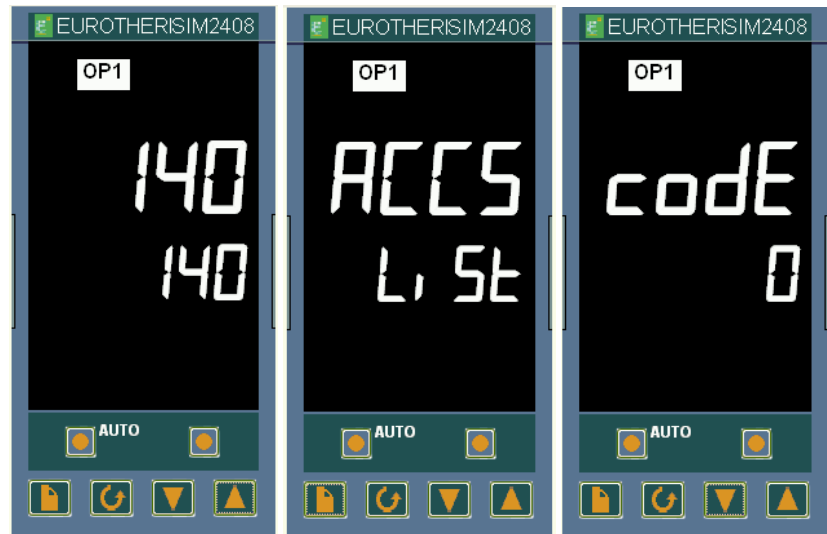 EUROTHERISIM2408
OP1
140
140
AUTO
EUROTHERISIM2408
OP1
ACCS
LiSt
AUTO
EUROTHERISIM2408
OP1
codE
0
AUTO